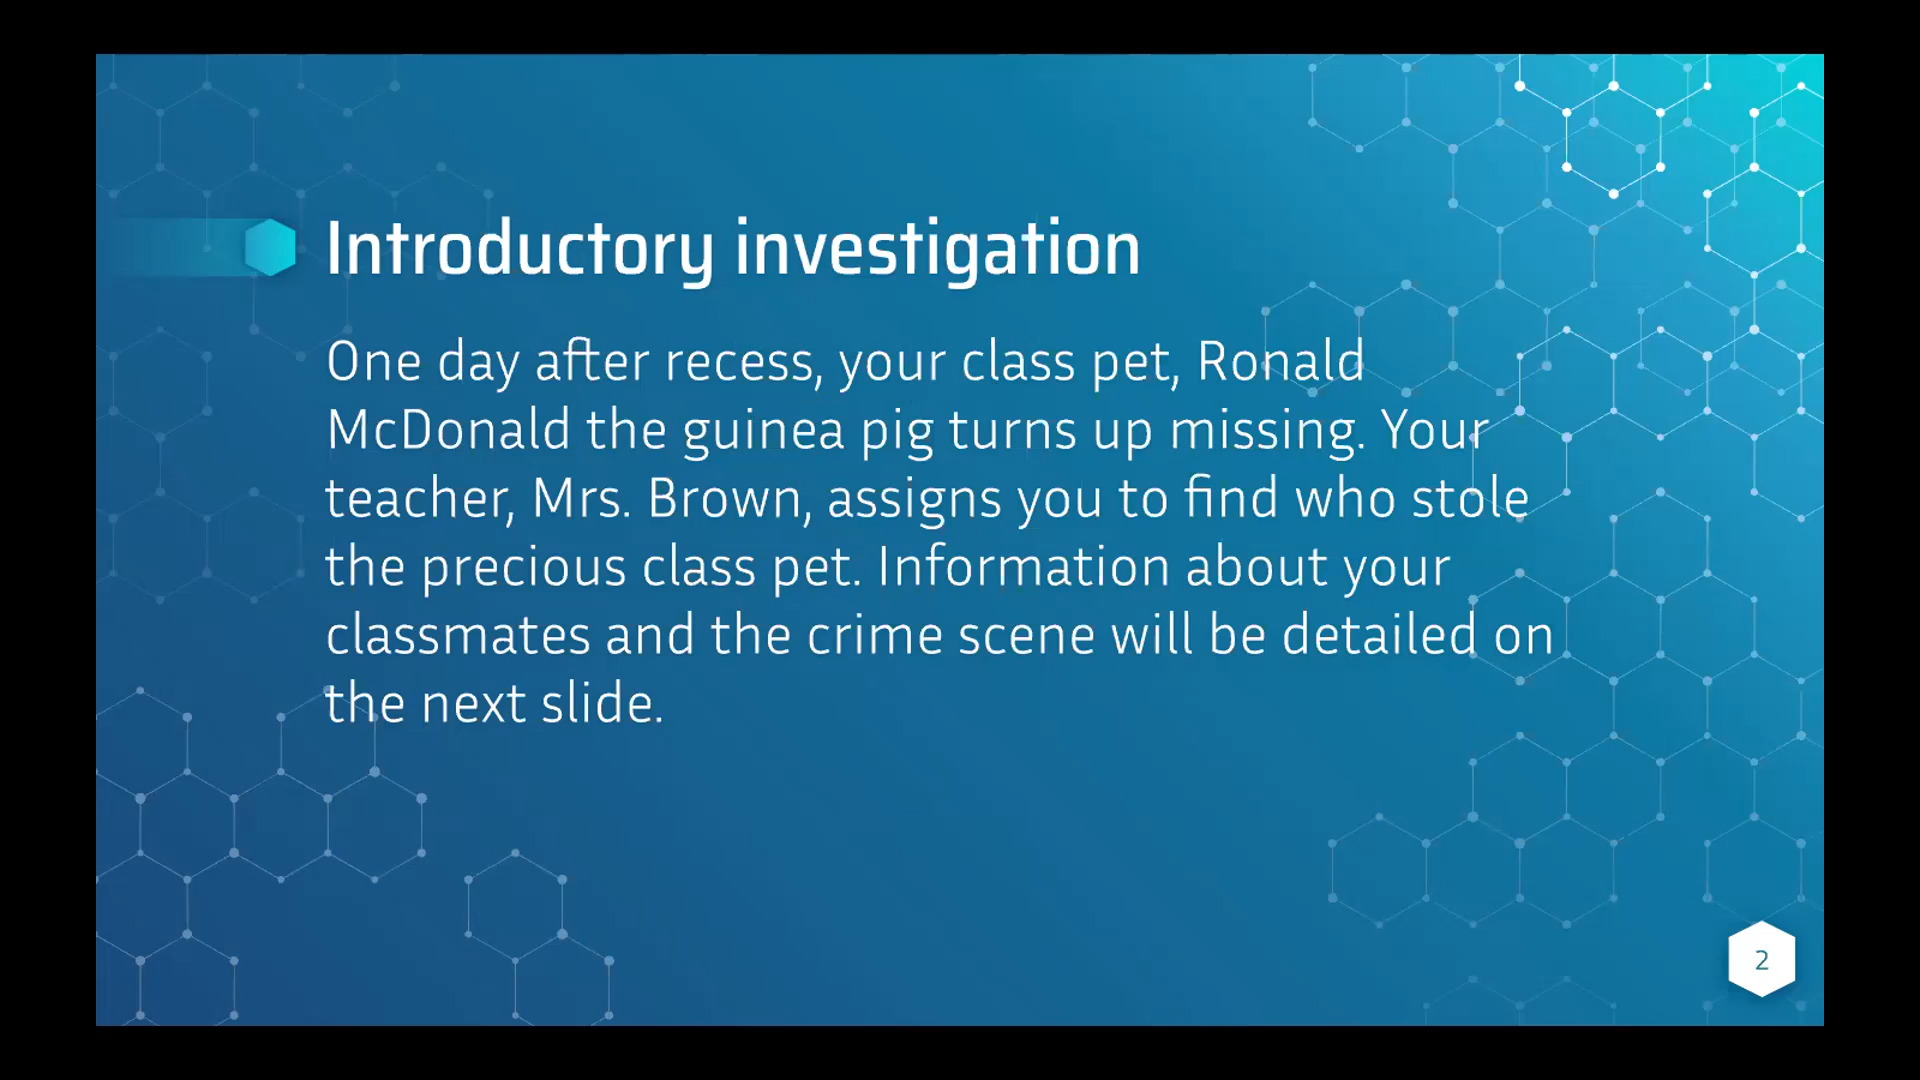 Introductory investigation
One day after recess, your class pet, Ronald
McDonald the guinea pig turns up missing. Your
teacher, Mrs. Brown, assigns you to find who stole
the precious class pet. Information about your
classmates and the crime scene will be detailed on
the next slide.
2